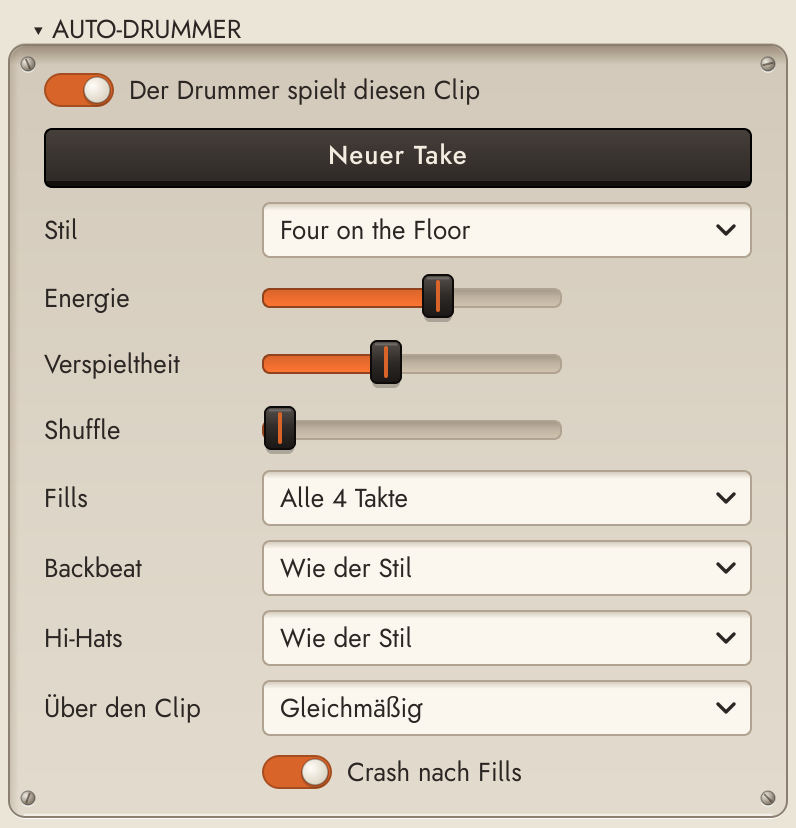 AUTO-DRUMMER
Der Drummer spielt diesen Clip
Neuer Take
Stil
Four on the Floor
Energie
Verspieltheit
Shuffle
Fills
Alle 4 Takte
Backbeat
Wie der Stil
Hi-Hats
Wie der Stil
Über den Clip
Gleichmäßig
Crash nach Fills